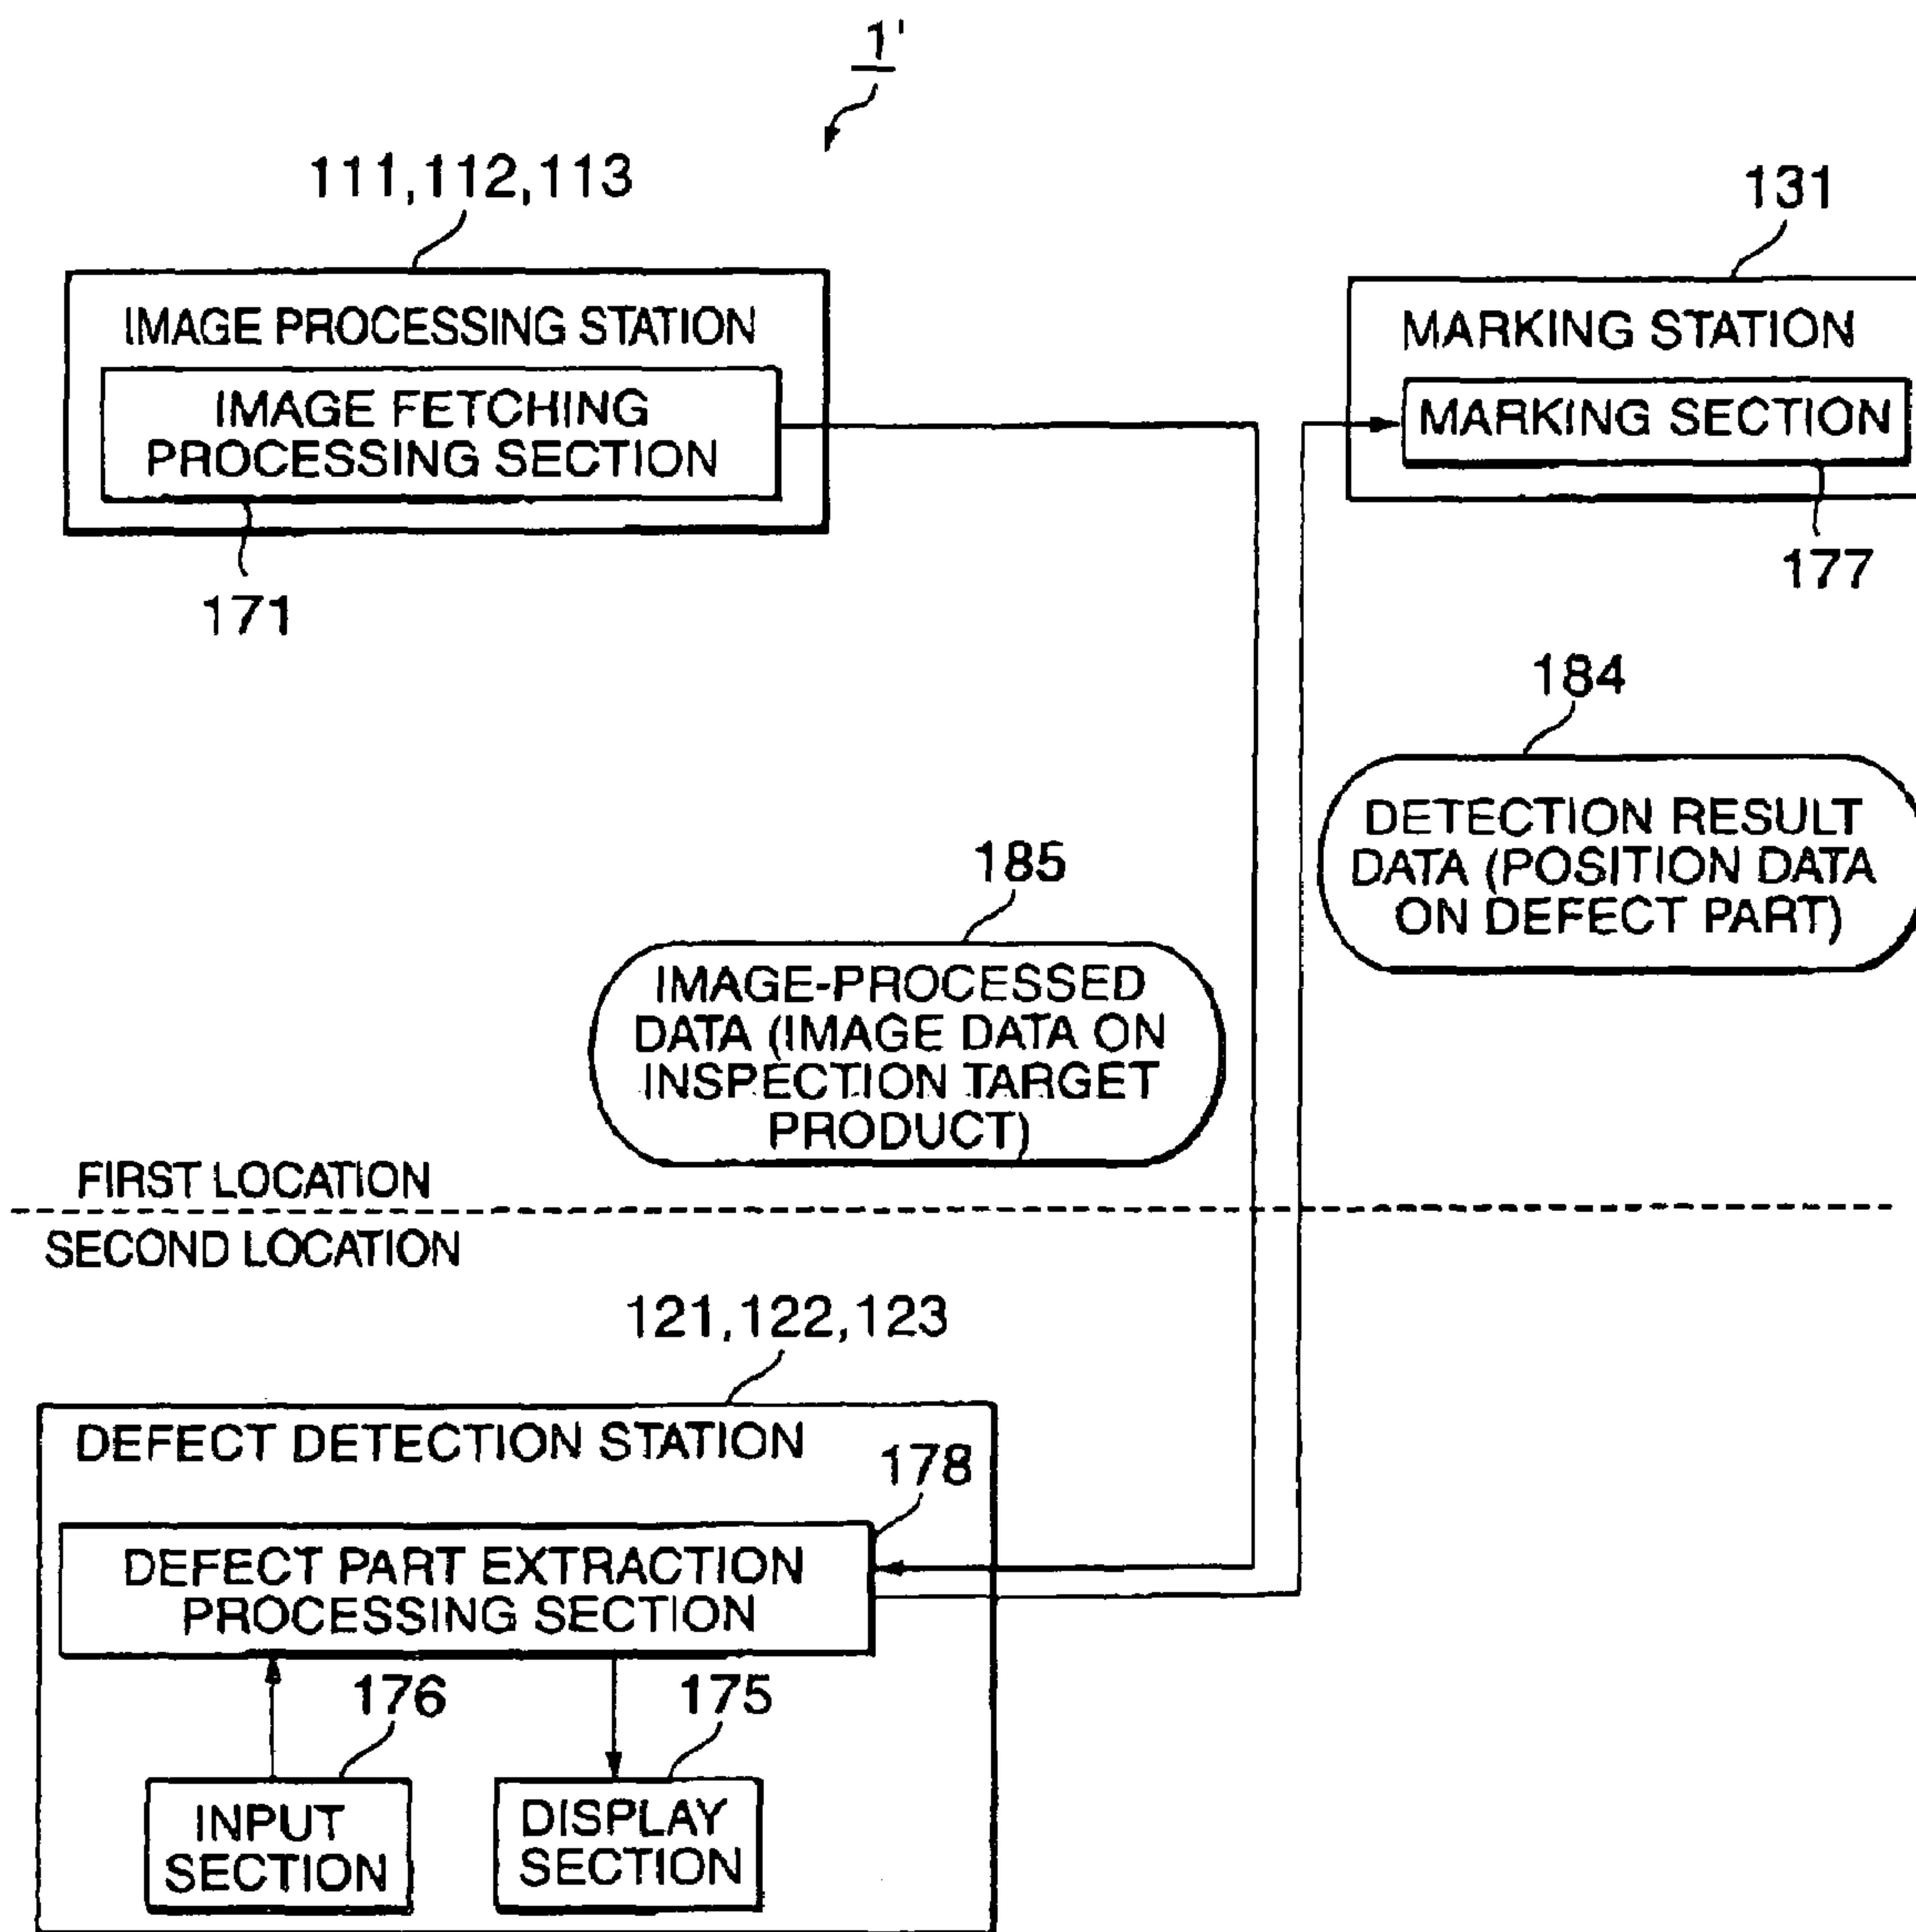 1'
111,112,113
131
IMAGE PROCESSING STATION
IMAGE FETCHING
PROCESSING SECTION
171
MARKING STATION
MARKING SECTION
177
184
DETECTION RESULT
DATA (POSITION DATA
ON DEFECT PART)
185
IMAGE-PROCESSED
DATA (IMAGE DATA ON
INSPECTION TARGET
PRODUCT)
FIRST LOCATION
SECOND LOCATION
121,122,123
DEFECT DETECTION STATION
178
DEFECT PART EXTRACTION
PROCESSING SECTION
176
175
INPUT
SECTION
DISPLAY
SECTION